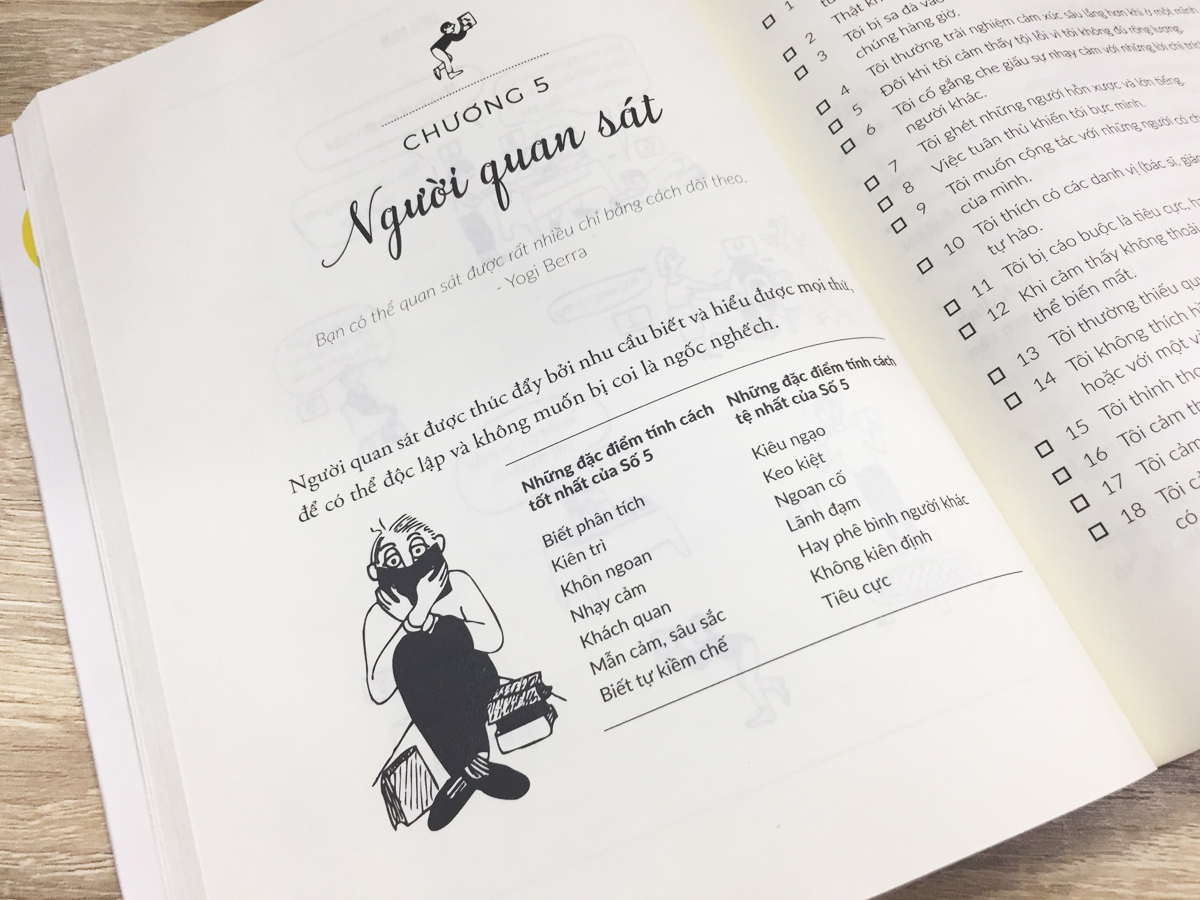 CHƯƠNG 5
Người quan sát
Bạn có thể quan sát được rất nhiều chỉ bằng cách dõi theo.
- Yogi Berra
Người quan sát được thúc đẩy bởi nhu cầu biết và hiểu được mọi thứ,
để có thể độc lập và không muốn bị coi là ngốc nghếch.
Những đặc điểm tính cách
tốt nhất của Số 5
Biết phân tích
Kiên trì
Khôn ngoan
Nhạy cảm
Khách quan
Mẫn cảm, sâu sắc
Biết tự kiềm chế
Những đặc điểm tính cách
tệ nhất của Số 5
Kiêu ngạo
Keo kiệt
Ngoan cố
Lãnh đạm
Hay phê bình người khác
Không kiên định
Tiêu cực
1
2 Thật
3 Tôi bị sa đà vào
chúng hàng giờ.
4 Tôi thường trải nghiệm cảm xúc sâu lắng hơn khi ở một mình
5 Đôi khi tôi cảm thấy tội lỗi vì tôi không đủ rộng lượng.
6 Tôi cố gắng che giấu sự nhạy cảm với những lời chỉ trích
người khác.
7 Tôi ghét những người hỗn xược và lớn tiếng.
8 Việc tuân thủ khiến tôi bực mình.
9 Tôi muốn cộng tác với những người có
của mình.
10 Tôi thích có các danh vị (bác sĩ, giáo
tự hào.
11 Tôi bị cáo buộc là tiêu cực,
12 Khi cảm thấy không thoải
thể biến mất.
13 Tôi thường thiếu
14 Tôi không thích
hoặc với một
15 Tôi thỉnh
16 Tôi cảm
17 Tôi cảm
18 Tôi
có